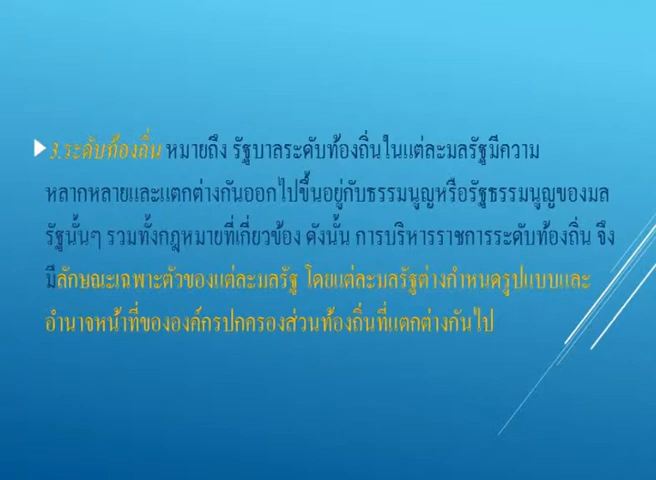 3.ระดับท้องถิ่น หมายถึง รัฐบาลระดับท้องถิ่นในแต่ละมลรัฐมีความ
หลากหลายและแตกต่างกันออกไปขึ้นอยู่กับธรรมนูญหรือรัฐธรรมนูญของมล
รัฐนั้นๆ รวมทั้งกฎหมายที่เกี่ยวข้อง ดังนั้น การบริหารราชการระดับท้องถิ่น จึง
มีลักษณะเฉพาะตัวของแต่ละมลรัฐ โดยแต่ละมลรัฐต่างกำหนดรูปแบบและ
อำนาจหน้าที่ขององค์กรปกครองส่วนท้องถิ่นที่แตกต่างกันไป